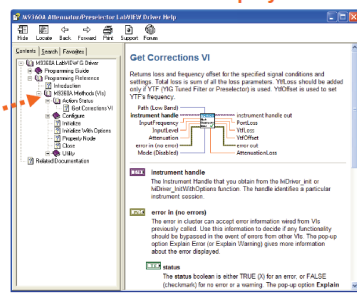 M9360A Attenuator/Preselector LabVIEW Driver Help
Hide Locate Back Forward Print Support Forum
Contents Search Favorites
Get Corrections VI
M9360A LabVIEW G Driver
Programming Guide
Programming Reference
Introduction
M9360A Methods (VIs)
Action Status
Get Corrections VI
Configure
Initialize
Initialize With Options
Property Node
Close
Utility
Related Documentation
Returns loss and frequency offset for the specified signal conditions and
settings. Total loss is sum of all the loss parameters. YtfLoss should be added
only if YTF (YIG Tuned Filter or Preselector) is used. YtfOffset is used to set
YTF's frequency.
Path (Low Band)
Instrument handle
InputFrequency
InputLevel
Attenuation
error in (no error)
Mode (Disabled)
instrument handle out
PortLoss
YtfLoss
YtfOffset
error out
AttenuationLoss
instrument handle
The Instrument Handle that you obtain from the NiDriver_init or
NiDriver_InitWithOptions function. The handle identifies a particular
instrument session.
error in (no errors)
The error in cluster can accept error information wired from VIs
previously called. Use this information to decide if any functionality
should be bypassed in the event of errors from other VIs. The pop-up
option Explain Error (or Explain Warning) gives more information
about the error displayed.
status
The status boolean is either TRUE (X) for an error, or FALSE
(checkmark) for no error or a warning. The pop-up option Explain